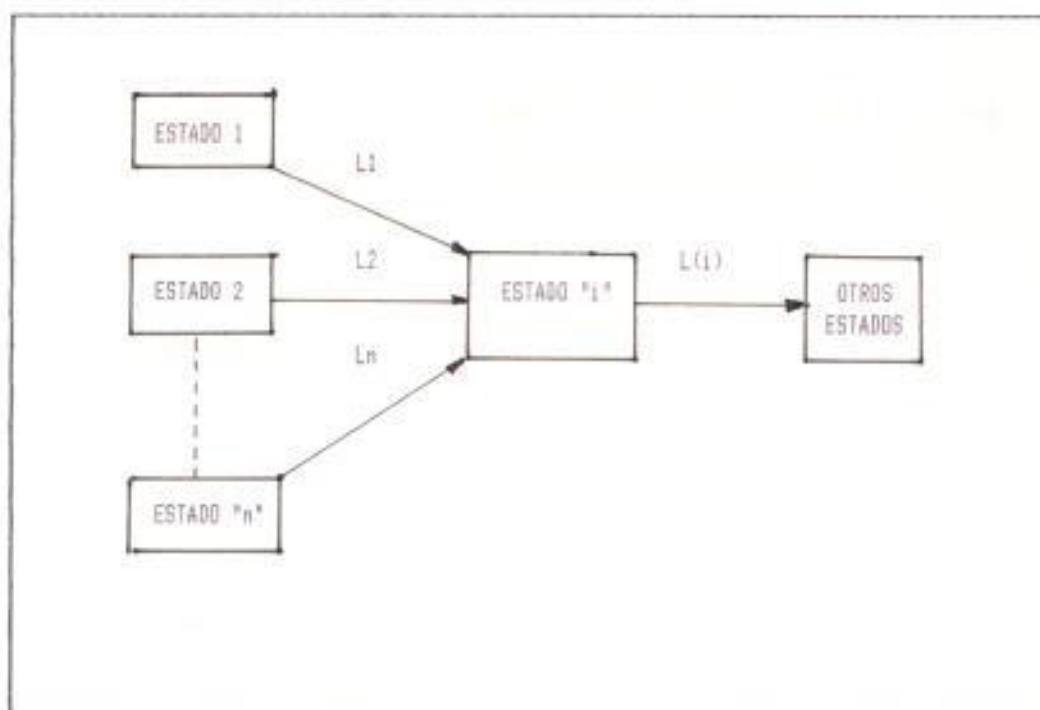 ESTADO 1
L1
L2
ESTADO 2
ESTADO "i"
L(i)
OTROS
ESTADOS
Ln
ESTADO "n"